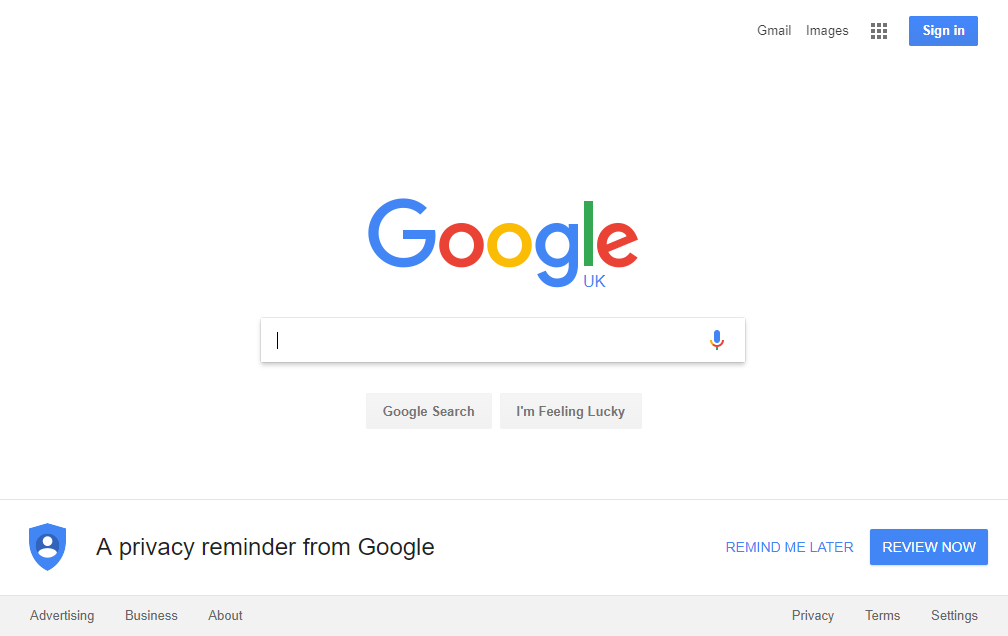 Gmail Images Sign in
Google
UK
Google Search I'm Feeling Lucky
A privacy reminder from Google REMIND ME LATER REVIEW NOW
Advertising Business About Privacy Terms Settings